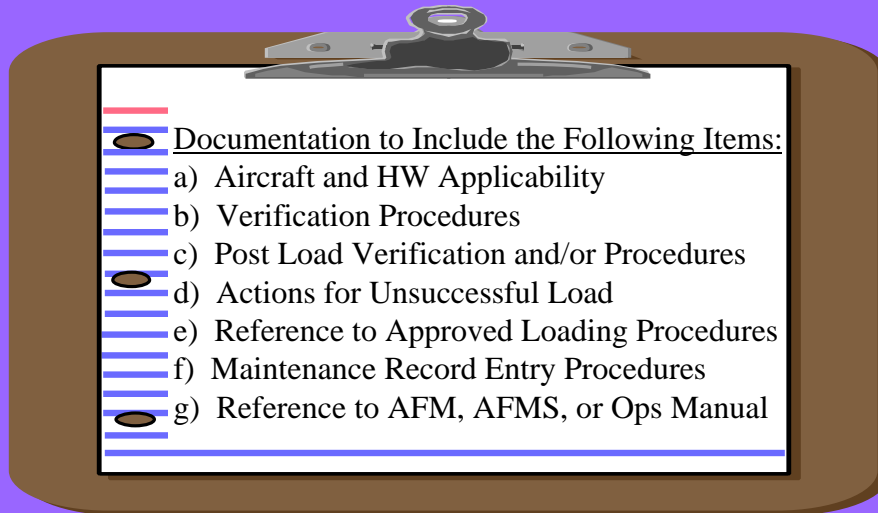 Documentation to Include the Following Items:
a) Aircraft and HW Applicability
b) Verification Procedures
c) Post Load Verification and/or Procedures
d) Actions for Unsuccessful Load
e) Reference to Approved Loading Procedures
f) Maintenance Record Entry Procedures
g) Reference to AFM, AFMS, or Ops Manual